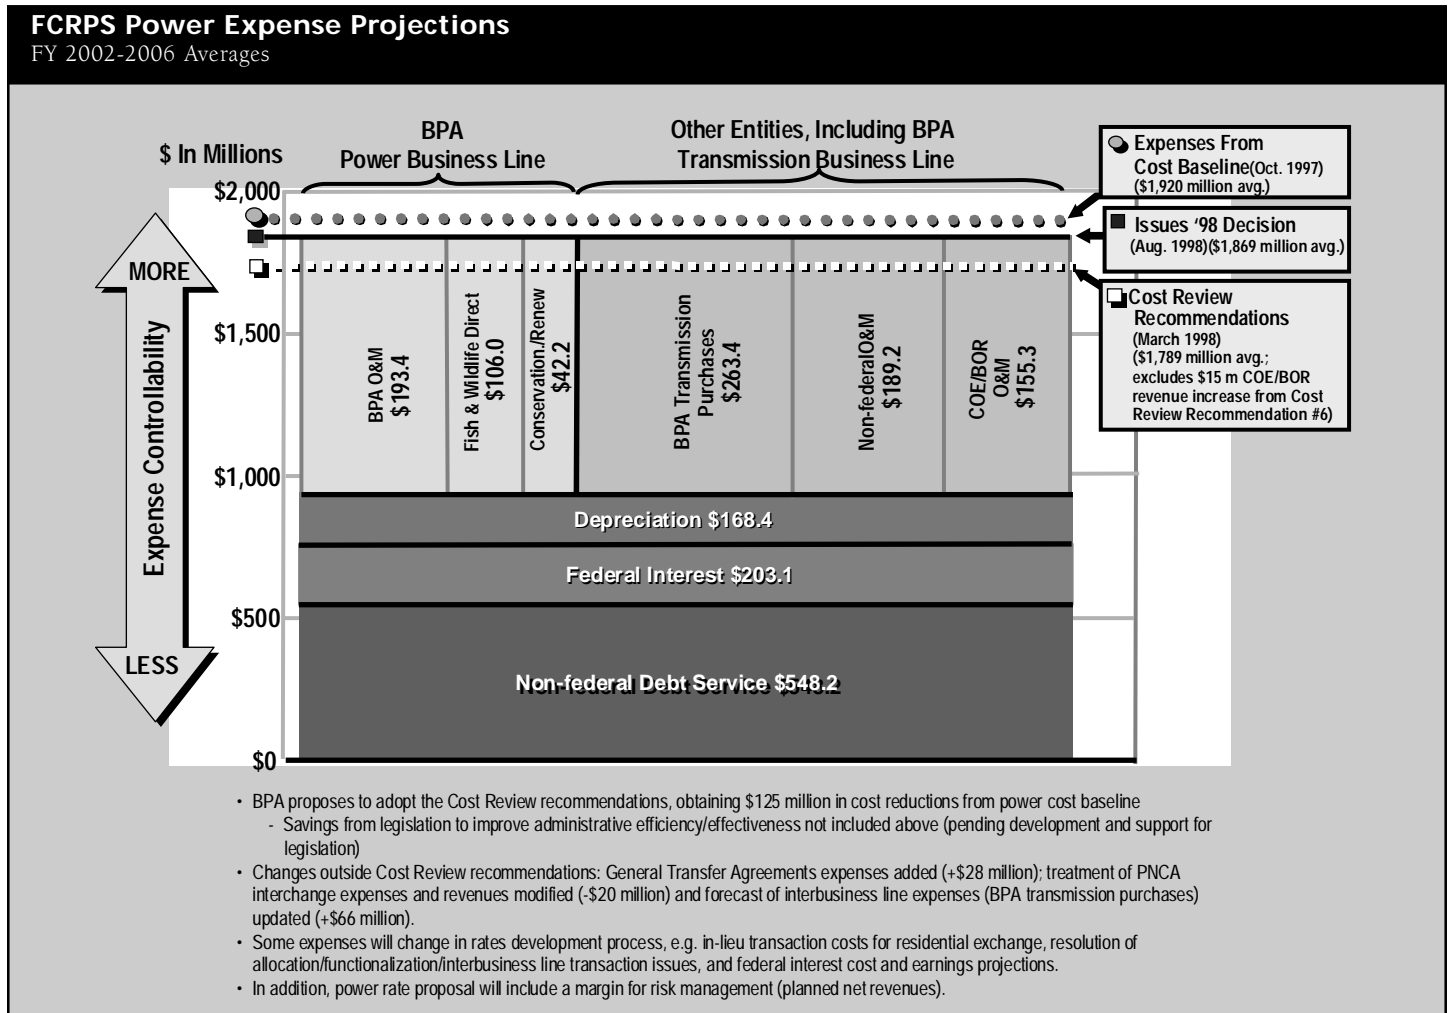 FCRPS Power Expense Projections
FY 2002-2006 Averages
$ In Millions
BPA
Power Business Line
Other Entities, Including BPA
Transmission Business Line
Expenses From
Cost Baseline(Oct. 1997)
($1,920 million avg.)
Issues ‘98 Decision
(Aug. 1998)($1,869 million avg.)
Cost Review
Recommendations
(March 1998)
($1,789 million avg.;
excludes $15 m COE/BOR
revenue increase from Cost
Review Recommendation #6)
$2,000
$1,500
$1,000
$500
$0
MORE
Expense Controllability
LESS
BPA O&M
$193.4
Fish & Wildlife Direct
$106.0
Conservation./Renew
$42.2
BPA Transmission
Purchases
$263.4
Non-federalO&M
$189.2
COE/BOR
O&M
$155.3
Depreciation $168.4
Federal Interest $203.1
Non-federal Debt Service $548.2
• BPA proposes to adopt the Cost Review recommendations, obtaining $125 million in cost reductions from power cost baseline
- Savings from legislation to improve administrative efficiency/effectiveness not included above (pending development and support for
legislation)
• Changes outside Cost Review recommendations: General Transfer Agreements expenses added (+$28 million); treatment of PNCA
interchange expenses and revenues modified (-$20 million) and forecast of interbusiness line expenses (BPA transmission purchases)
updated (+$66 million).
• Some expenses will change in rates development process, e.g. in-lieu transaction costs for residential exchange, resolution of
allocation/functionalization/interbusiness line transaction issues, and federal interest cost and earnings projections.
• In addition, power rate proposal will include a margin for risk management (planned net revenues).